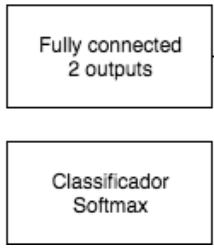 Fully connected
2 outputs
Classificador
Softmax